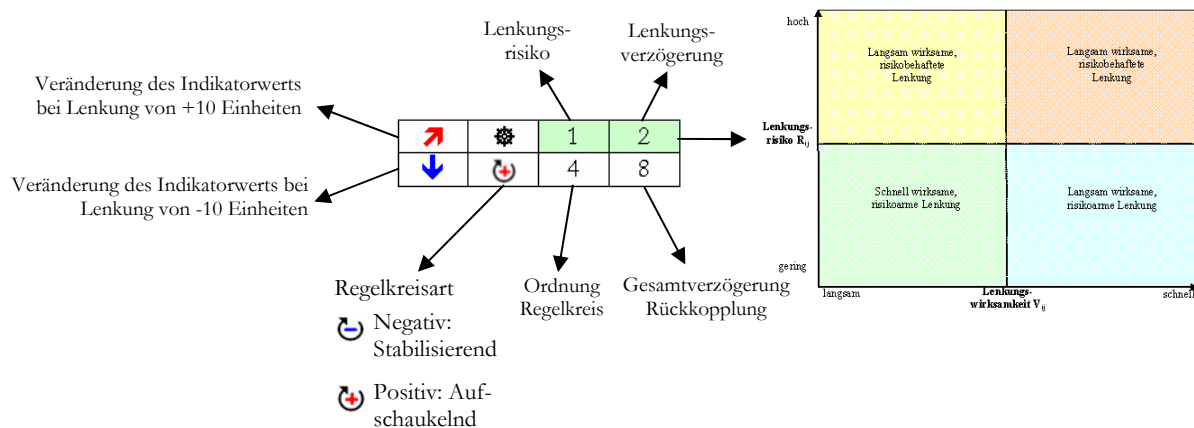 Lenkungs-
risiko
Lenkungs-
verzögerung
Veränderung des Indikatorwerts
bei Lenkung von +10 Einheiten
Veränderung des Indikatorwerts bei
Lenkung von -10 Einheiten
1 2
4 8
Regelkreisart
Negativ:
Stabilisierend
Positiv: Auf-
schaukelnd
Ordnung
Regelkreis
Gesamtverzögerung
Rückkopplung
hoch
Lenkungs-
risiko Rij
gering
Langsam wirksame,
risikobehaftete
Lenkung
Langsam wirksame,
risikobehaftete
Lenkung
Schnell wirksame,
risikoarme Lenkung
Langsam wirksame,
risikoarme Lenkung
langsam
Lenkungs-
wirksamkeit Vij
schnell